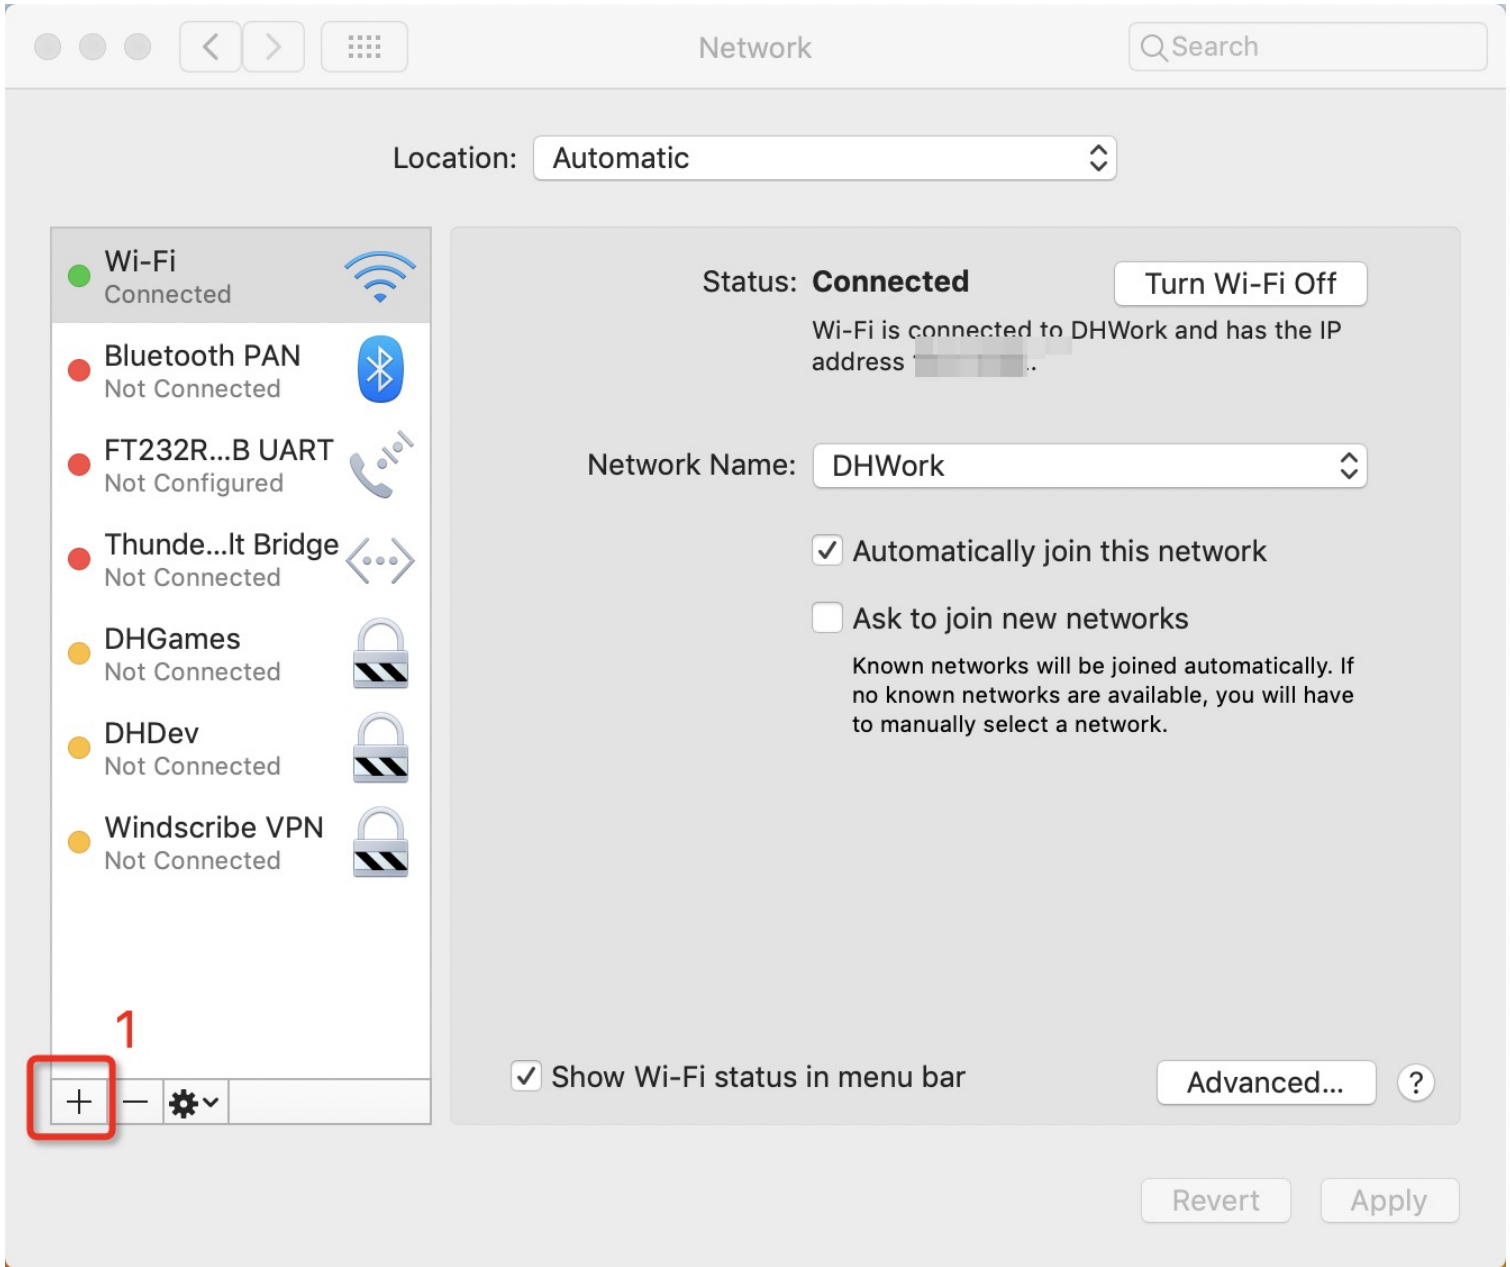 Network
Search
Location: Automatic
Wi-Fi
Connected
Bluetooth PAN
Not Connected
FT232R...B UART
Not Configured
Thunde...lt Bridge
Not Connected
DHGames
Not Connected
DHDev
Not Connected
Windscribe VPN
Not Connected
1
Status: Connected
Turn Wi-Fi Off
Wi-Fi is connected to DHWork and has the IP
address
Network Name: DHWork
Automatically join this network
Ask to join new networks
Known networks will be joined automatically. If
no known networks are available, you will have
to manually select a network.
Show Wi-Fi status in menu bar
Advanced...
?
Revert
Apply